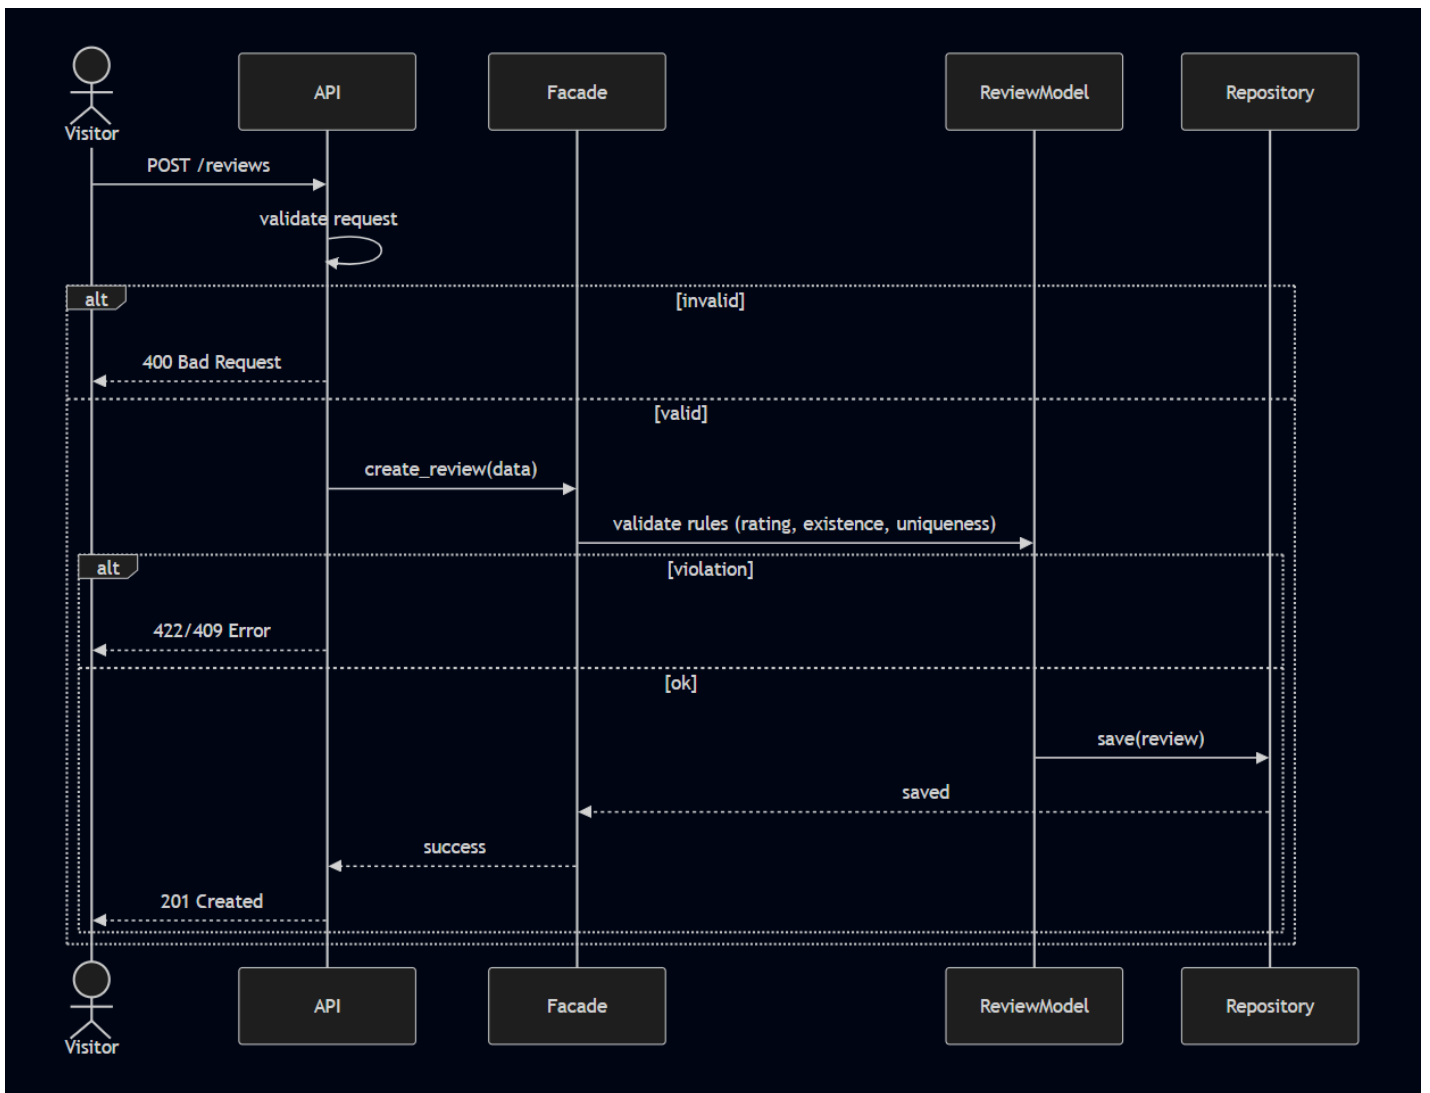 Visitor
API
Facade
ReviewModel
Repository
POST /reviews
validate request
alt
[invalid]
400 Bad Request
[valid]
create_review(data)
validate rules (rating, existence, uniqueness)
alt
[violation]
422/409 Error
[ok]
save(review)
saved
success
201 Created
Visitor
API
Facade
ReviewModel
Repository